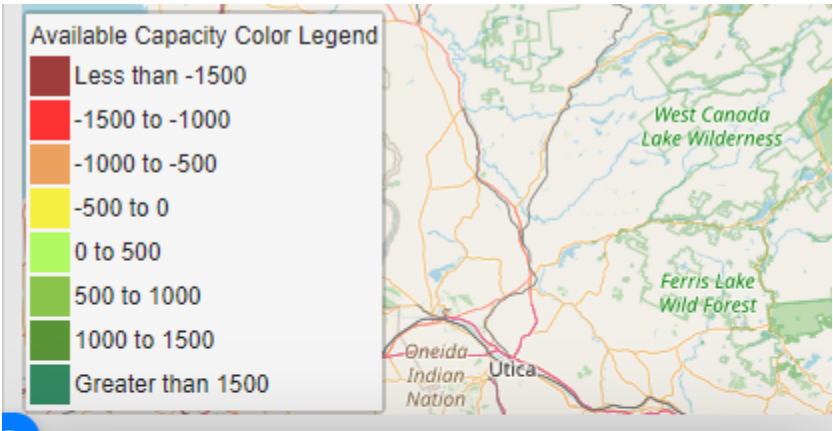 Available Capacity Color Legend
Less than -1500
-1500 to -1000
-1000 to -500
-500 to 0
0 to 500
500 to 1000
1000 to 1500
Greater than 1500
West Canada
Lake Wilderness
Ferris Lake
Wild Forest
Oneida
Indian
Nation
Utica